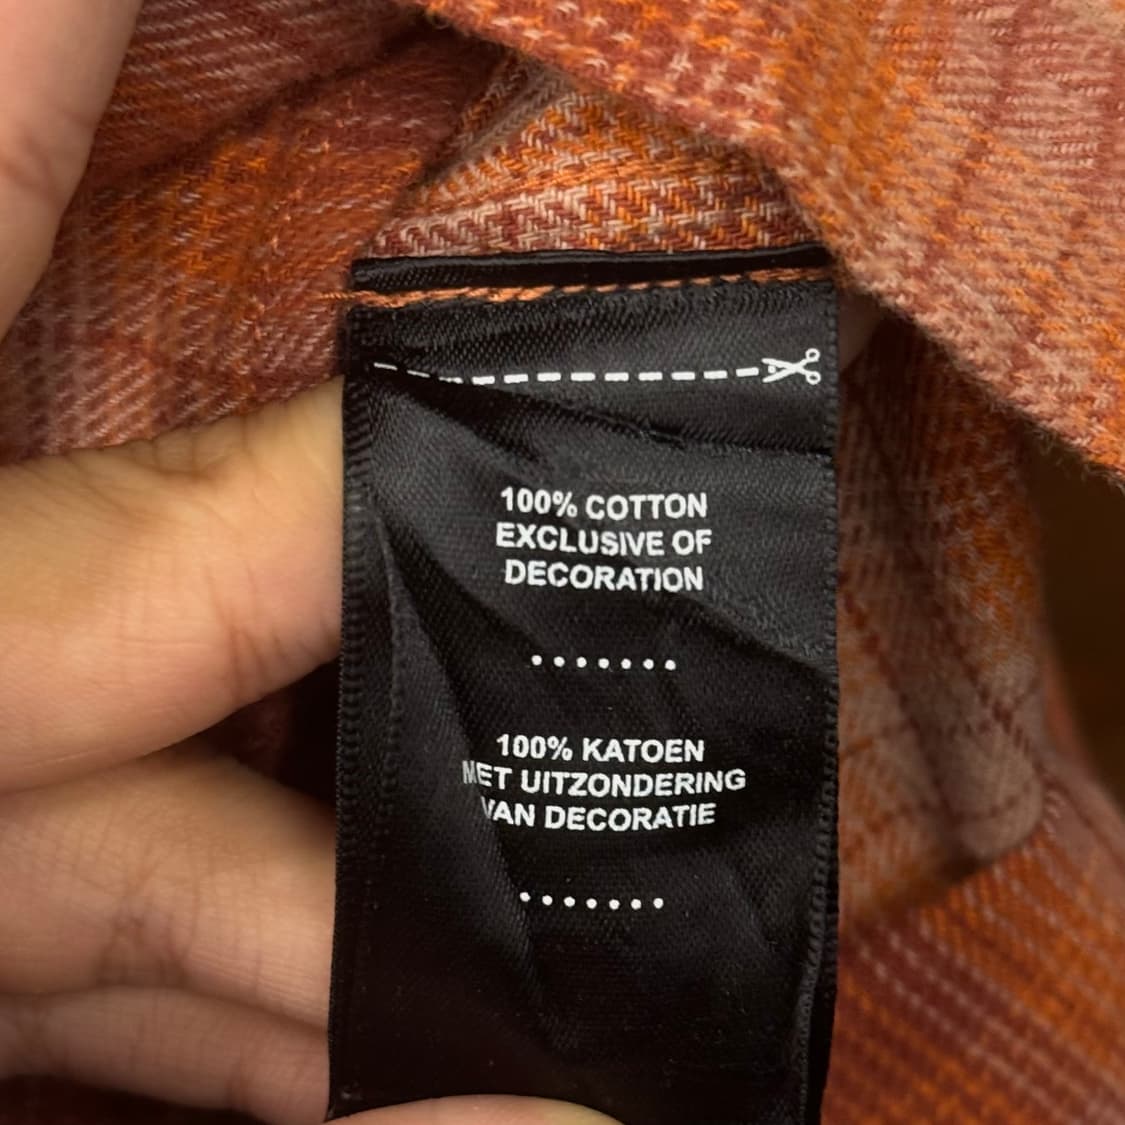 100% COTTON
EXCLUSIVE OF
DECORATION
.......
100% KATOEN
MET UITZONDERING
VAN DECORATIE
.......